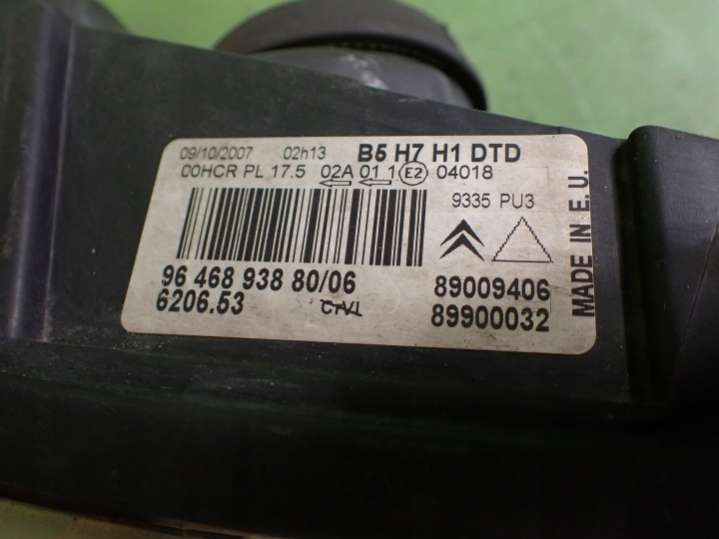 09/10/2007 02h13 B5 H7 H1 DTD
00HCR PL 17.5 02A 01 1 E2 04018
9335 PU3
96 468 938 80/06 89009406
6206.53 89900032
MADE IN E.U.